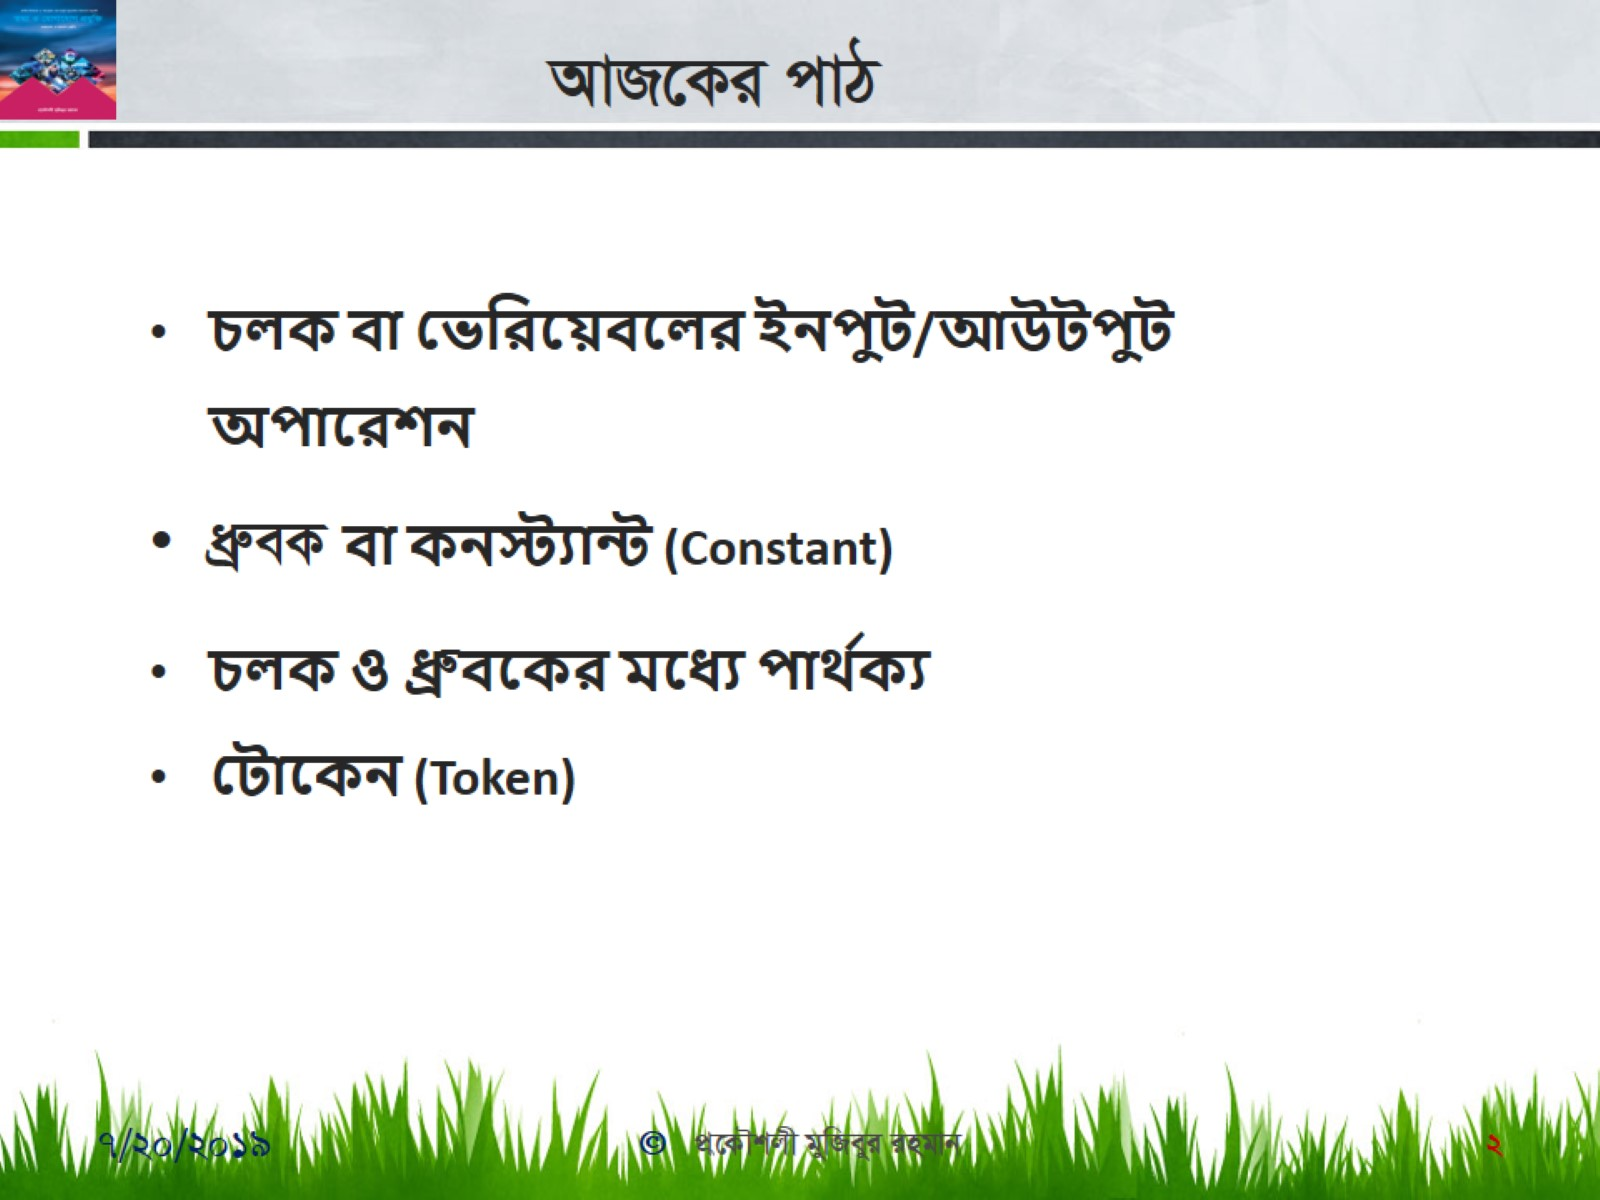 আজকের পাঠ
• চলক বা ভেরিয়েবলের ইনপুট/আউটপুট
অপারেশন
• ধ্রুবক বা কনস্ট্যান্ট (Constant)
• চলক ও ধ্রুবকের মধ্যে পার্থক্য
• টোকেন (Token)
৭/২০/২০১৯ © প্রকৌশলী মুজিবুর রহমান ২